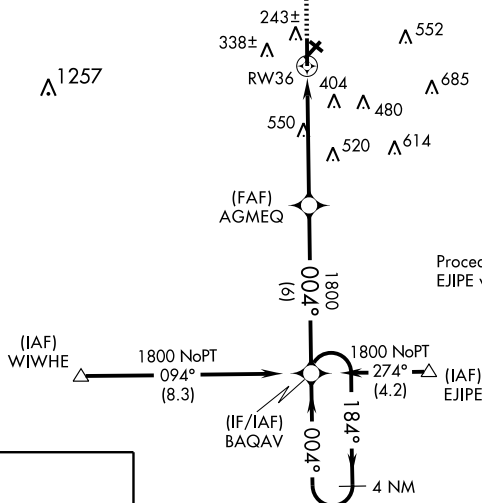 243±
338±
552
1257
RW36
404
685
480
550
520
614
(FAF)
AGMEQ
Proced
EJIPE v
1800
004°
(6)
(IAF)
WIWHE
1800 NoPT
094°
(8.3)
1800 NoPT
274°
(4.2)
(IAF)
EJIPE
(IF/IAF)
BAQAV
004°
184°
4 NM